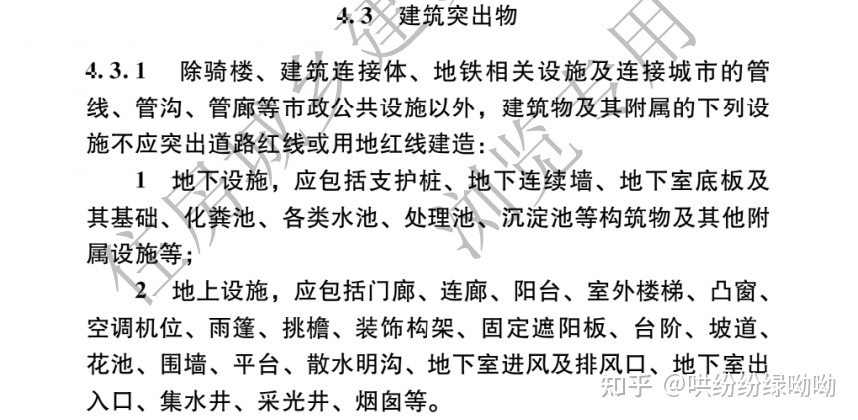 4.3 建筑突出物
4.3.1 除骑楼、建筑连接体、地铁相关设施及连接城市的管
线、管沟、管廊等市政公共设施以外，建筑物及其附属的下列设
施不应突出道路红线或用地红线建造：
1 地下设施，应包括支护桩、地下连续墙、地下室底板及
其基础、化粪池、各类水池、处理池、沉淀池等构筑物及其他附
属设施等；
2 地上设施，应包括门廊、连廊、阳台、室外楼梯、凸窗、
空调机位、雨篷、挑檐、装饰构架、固定遮阳板、台阶、坡道、
花池、围墙、平台、散水明沟、地下室进风及排风口、地下室出
入口、集水井、采光井、烟囱等。
住房城乡建
浏览专用
知乎 @哄纷纷绿呦呦